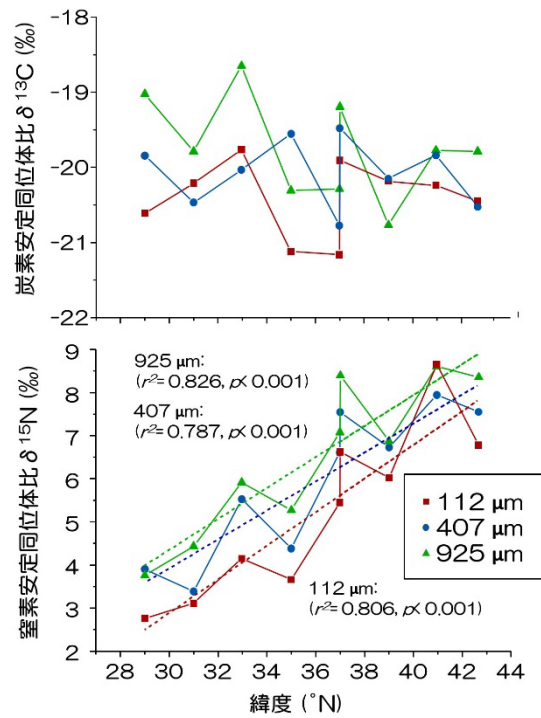 炭素安定同位体比 δ ¹³C (‰)
-18
-19
-20
-21
-22
窒素安定同位体比 δ ¹⁵N (‰)
9
8
7
6
5
4
3
2
925 μm:
(r²= 0.826, p< 0.001)
407 μm:
(r²= 0.787, p< 0.001)
112 μm
407 μm
925 μm
112 μm:
(r²= 0.806, p< 0.001)
28 30 32 34 36 38 40 42 44
緯度 (°N)